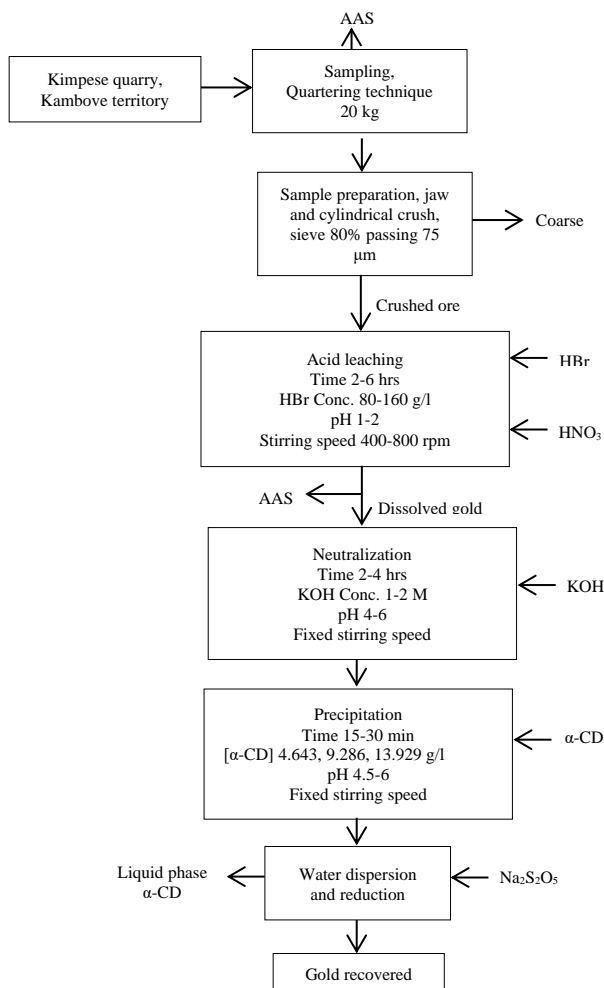 AAS
Kimpese quarry,
Kambove territory
Sampling,
Quartering technique
20 kg
Sample preparation, jaw
and cylindrical crush,
sieve 80% passing 75
μm
Coarse
Crushed ore
Acid leaching
Time 2-6 hrs
HBr Conc. 80-160 g/l
pH 1-2
Stirring speed 400-800 rpm
HBr
HNO₃
AAS
Dissolved gold
Neutralization
Time 2-4 hrs
KOH Conc. 1-2 M
pH 4-6
Fixed stirring speed
KOH
Precipitation
Time 15-30 min
[α-CD] 4.643, 9.286, 13.929 g/l
pH 4.5-6
Fixed stirring speed
α-CD
Liquid phase
α-CD
Water dispersion
and reduction
Na₂S₂O₅
Gold recovered